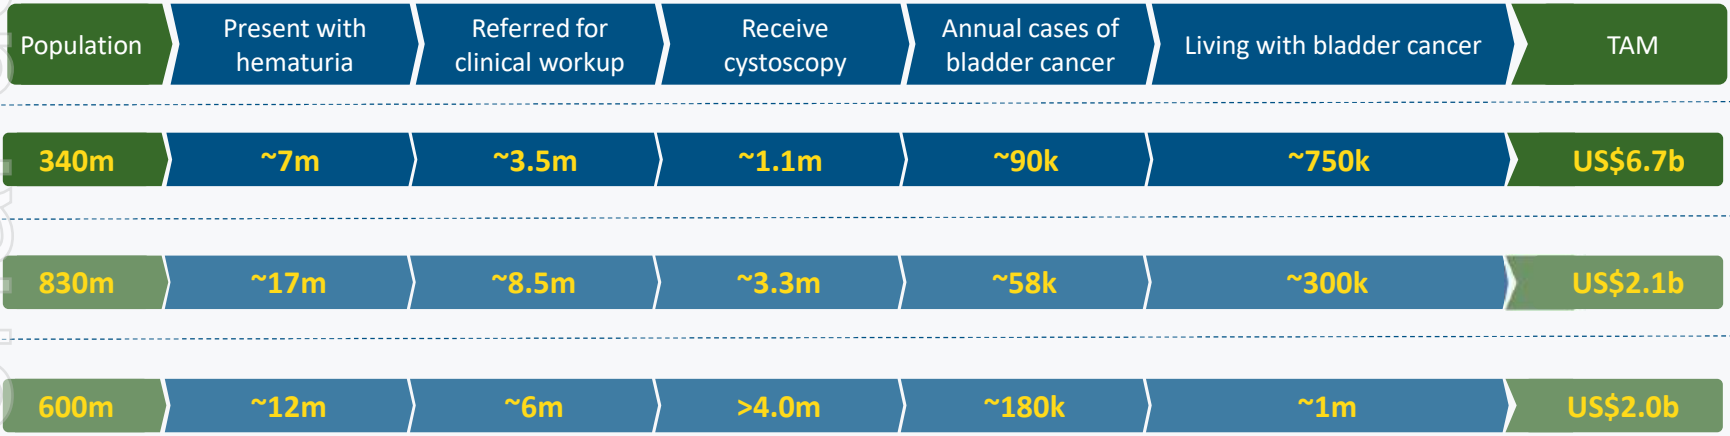 Population
Present with
hematuria
Referred for
clinical workup
Receive
cystoscopy
Annual cases of
bladder cancer
Living with bladder cancer
TAM
340m
~7m
~3.5m
~1.1m
~90k
~750k
US$6.7b
830m
~17m
~8.5m
~3.3m
~58k
~300k
US$2.1b
600m
~12m
~6m
>4.0m
~180k
~1m
US$2.0b